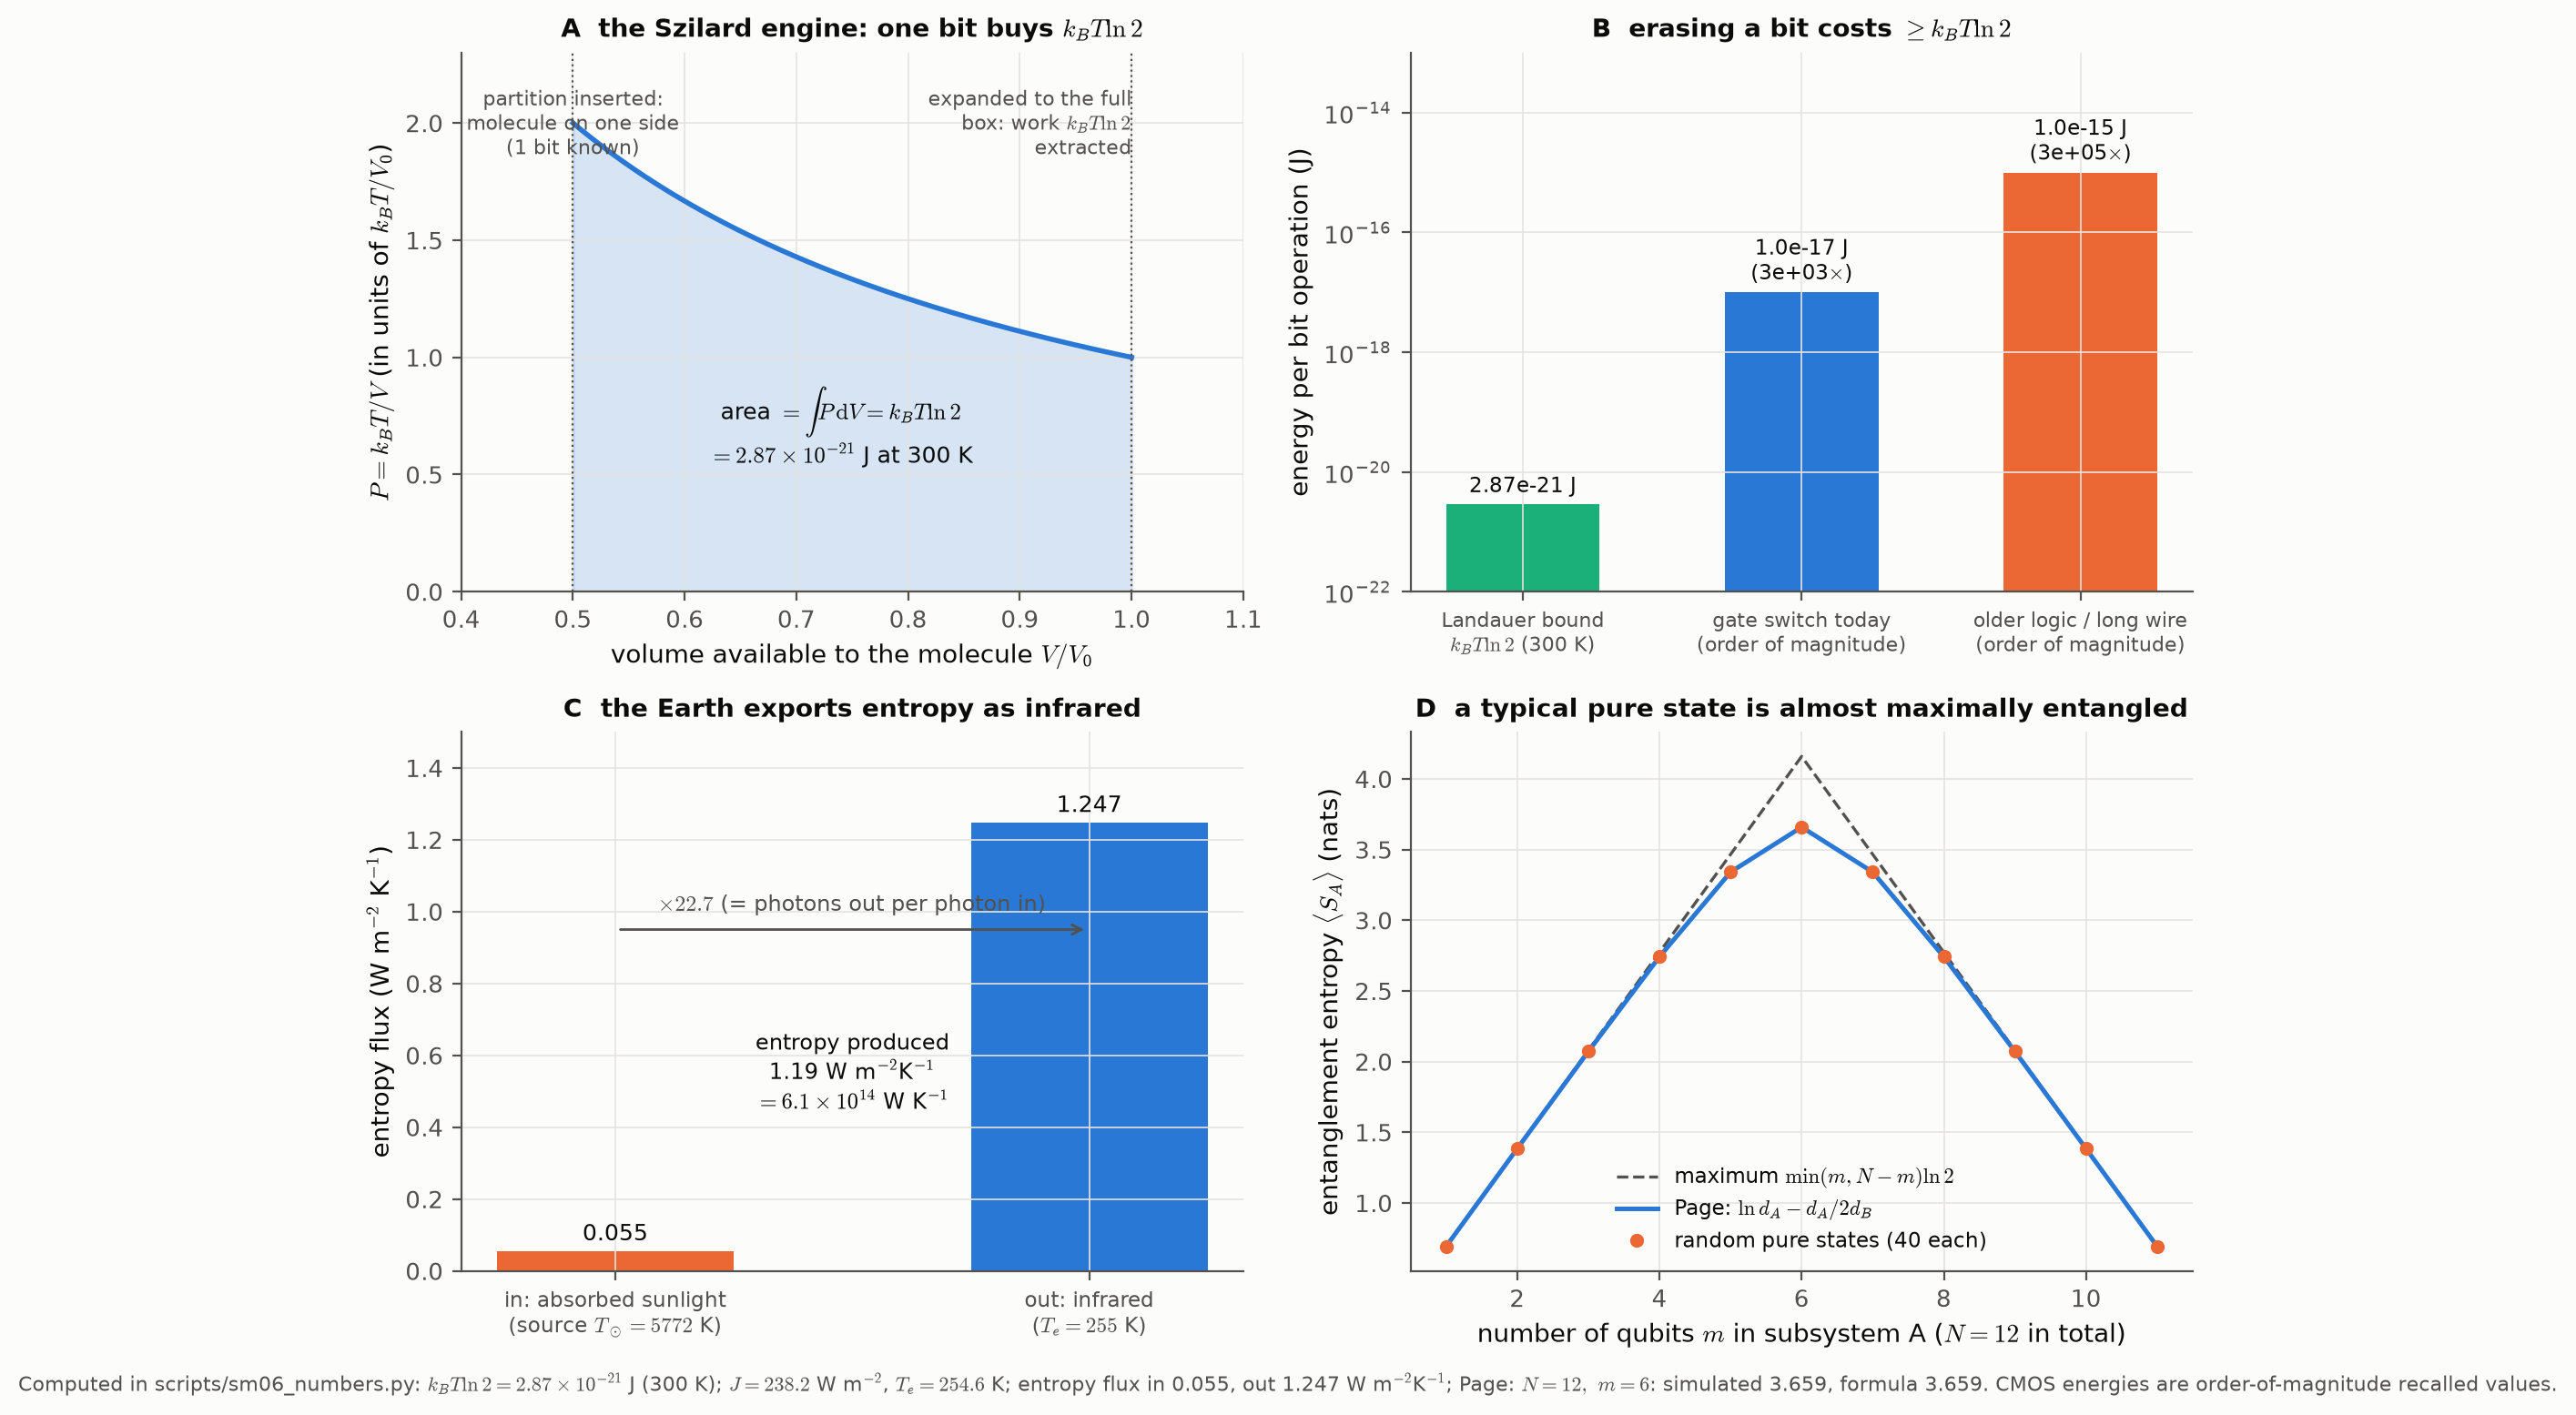 A the Szilard engine: one bit buys $k_BT\ln 2$
partition inserted:
molecule on one side
(1 bit known)
expanded to the full
box: work $k_BT\ln 2$
extracted
area $= \int P\,\mathrm{d}V = k_BT\ln 2$
$= 2.87 \times 10^{-21}$ J at 300 K
$P = k_BT/V$ (in units of $k_BT/V_0$)
2.0
1.5
1.0
0.5
0.0
0.4 0.5 0.6 0.7 0.8 0.9 1.0 1.1
volume available to the molecule $V/V_0$
B erasing a bit costs $\geq k_BT\ln 2$
energy per bit operation (J)
$10^{-14}$
$10^{-16}$
$10^{-18}$
$10^{-20}$
$10^{-22}$
1.0e-15 J
(3e+05×)
1.0e-17 J
(3e+03×)
2.87e-21 J
Landauer bound
$k_BT\ln 2$ (300 K)
gate switch today
(order of magnitude)
older logic / long wire
(order of magnitude)
C the Earth exports entropy as infrared
entropy flux (W m$^{-2}$ K$^{-1}$)
1.4
1.2
1.0
0.8
0.6
0.4
0.2
0.0
1.247
×22.7 (= photons out per photon in)
entropy produced
1.19 W m$^{-2}$K$^{-1}$
$= 6.1 \times 10^{14}$ W K$^{-1}$
0.055
in: absorbed sunlight
(source $T_\odot = 5772$ K)
out: infrared
($T_e = 255$ K)
D a typical pure state is almost maximally entangled
entanglement entropy $\langle S_A \rangle$ (nats)
4.0
3.5
3.0
2.5
2.0
1.5
1.0
maximum $\min(m, N-m)\ln 2$
Page: $\ln d_A - d_A/2d_B$
random pure states (40 each)
2 4 6 8 10
number of qubits $m$ in subsystem A ($N = 12$ in total)
Computed in scripts/sm06_numbers.py: $k_BT\ln 2 = 2.87 \times 10^{-21}$ J (300 K); $J = 238.2$ W m$^{-2}$, $T_e = 254.6$ K; entropy flux in 0.055, out 1.247 W m$^{-2}$K$^{-1}$; Page: $N = 12,\ m = 6$: simulated 3.659, formula 3.659. CMOS energies are order-of-magnitude recalled values.